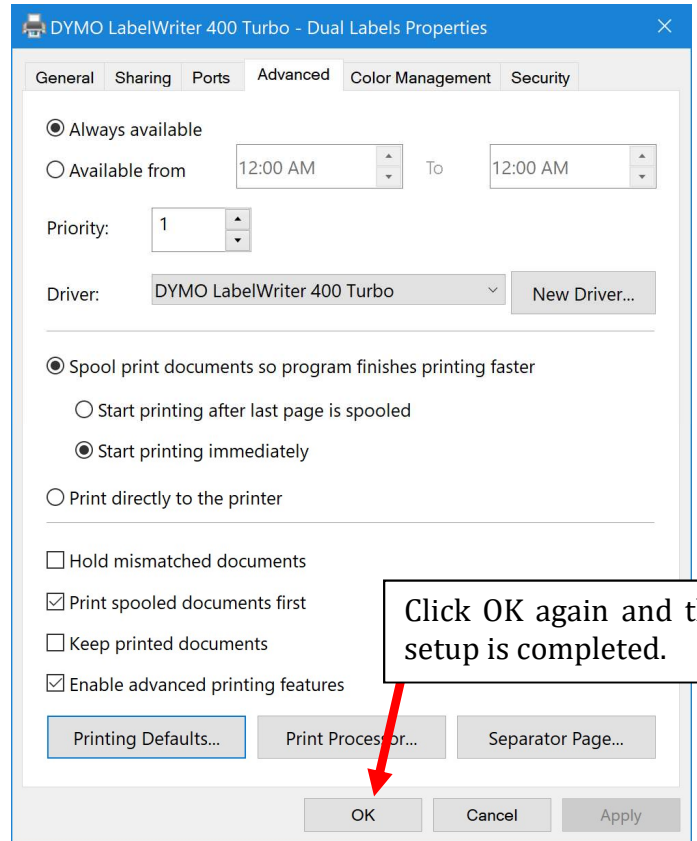 DYMO LabelWriter 400 Turbo - Dual Labels Properties
General Sharing Ports Advanced Color Management Security
Always available
Available from 12:00 AM To 12:00 AM
Priority: 1
Driver: DYMO LabelWriter 400 Turbo New Driver...
Spool print documents so program finishes printing faster
Start printing after last page is spooled
Start printing immediately
Print directly to the printer
Hold mismatched documents
Print spooled documents first
Keep printed documents
Enable advanced printing features
Click OK again and
setup is completed.
Printing Defaults... Print Processor... Separator Page...
OK Cancel Apply